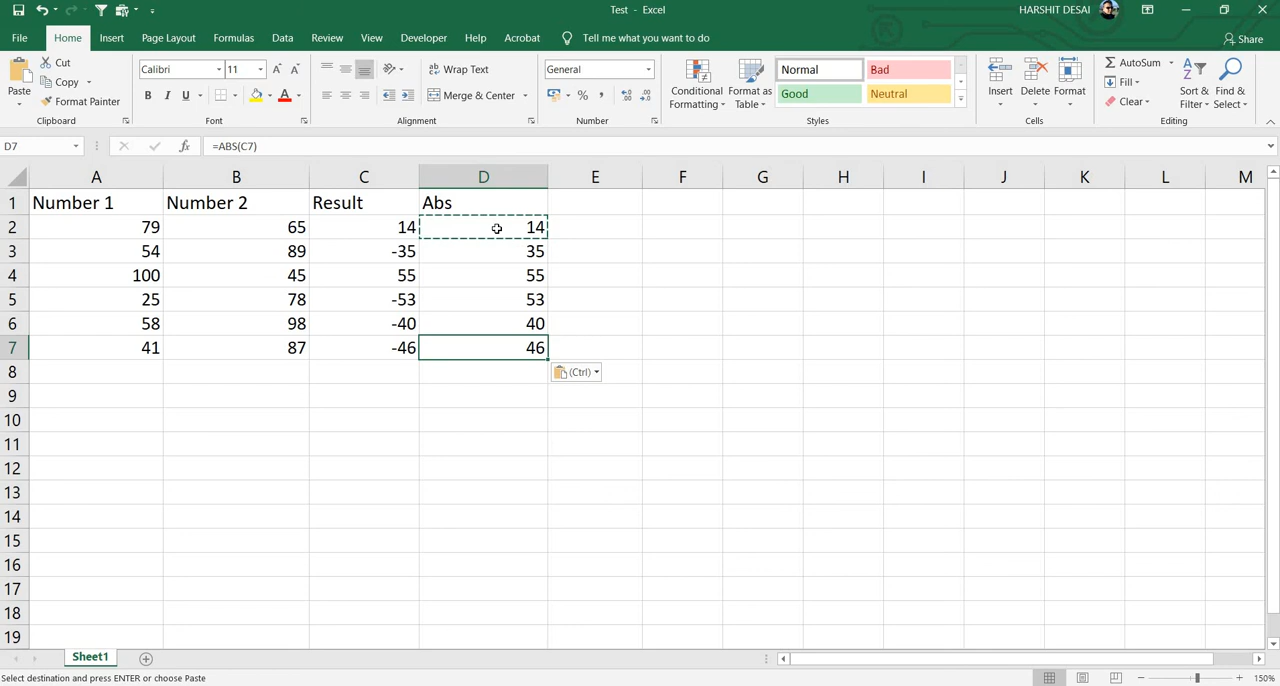 Test - Excel
HARSHIT DESAI
File Home Insert Page Layout Formulas Data Review View Developer Help Acrobat Tell me what you want to do Share
Paste
Cut
Copy
Format Painter
Clipboard
Calibri 11
B I U
Font
Wrap Text
Merge & Center
Alignment
General
Number
Conditional Formatting
Format as Table
Normal Bad
Good Neutral
Styles
Insert Delete Format
Cells
AutoSum
Fill
Clear
Sort & Filter
Find & Select
Editing
D7 fx =ABS(C7)
A B C D E F G H I J K L M
1 Number 1 Number 2 Result Abs
2 79 65 14 14
3 54 89 -35 35
4 100 45 55 55
5 25 78 -53 53
6 58 98 -40 40
7 41 87 -46 46
8 (Ctrl)
9
10
11
12
13
14
15
16
17
18
19
Sheet1
Select destination and press ENTER or choose Paste 150%